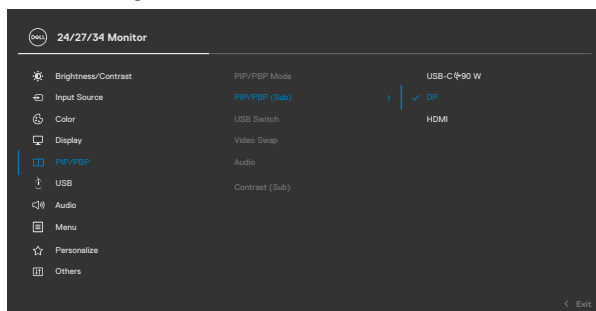 DELL 24/27/34 Monitor
Brightness/Contrast PIP/PBP Mode USB-C 90 W
Input Source PIP/PBP (Sub) > ✓ DP
Color USB Switch HDMI
Display Video Swap
PIP/PBP Audio
USB Contrast (Sub)
Audio
Menu
Personalize
Others
< Exit